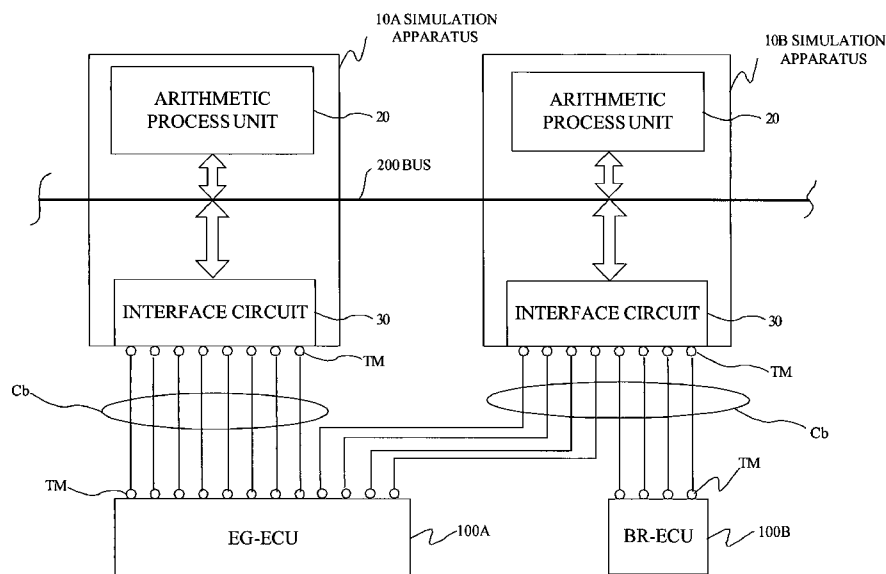 10A SIMULATION
APPARATUS
10B SIMULATION
APPARATUS
ARITHMETIC
PROCESS UNIT
20
ARITHMETIC
PROCESS UNIT
20
200 BUS
INTERFACE CIRCUIT
30
INTERFACE CIRCUIT
30
TM
TM
Cb
Cb
TM
TM
EG-ECU
100A
BR-ECU
100B